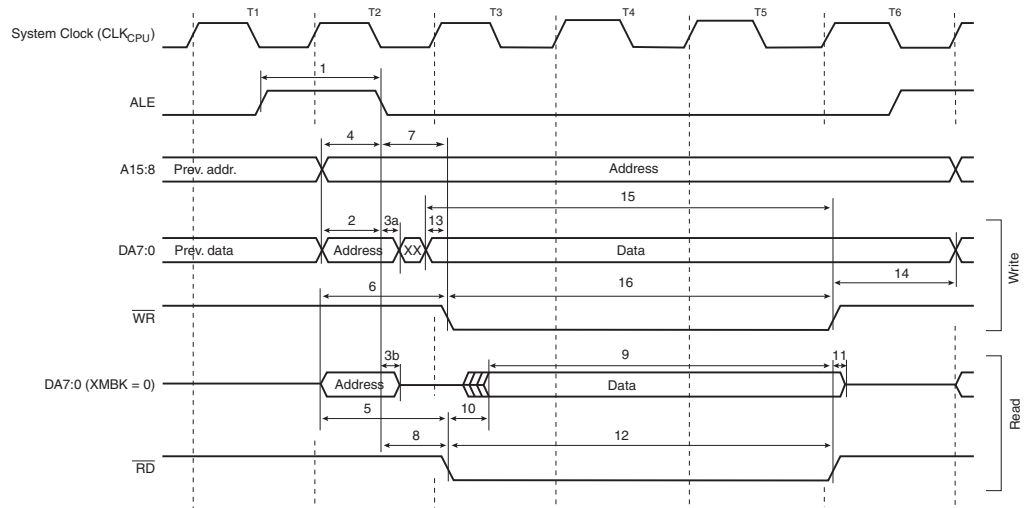 T1 T2 T3 T4 T5 T6
System Clock (CLKCPU)
1
ALE
4 7
A15:8 Prev. addr. Address
15
2 3a 13
DA7:0 Prev. data Address XX Data
6 16 14
WR
Write
3b 9 11
DA7:0 (XMBK = 0) Address Data
5 10
8 12
RD
Read